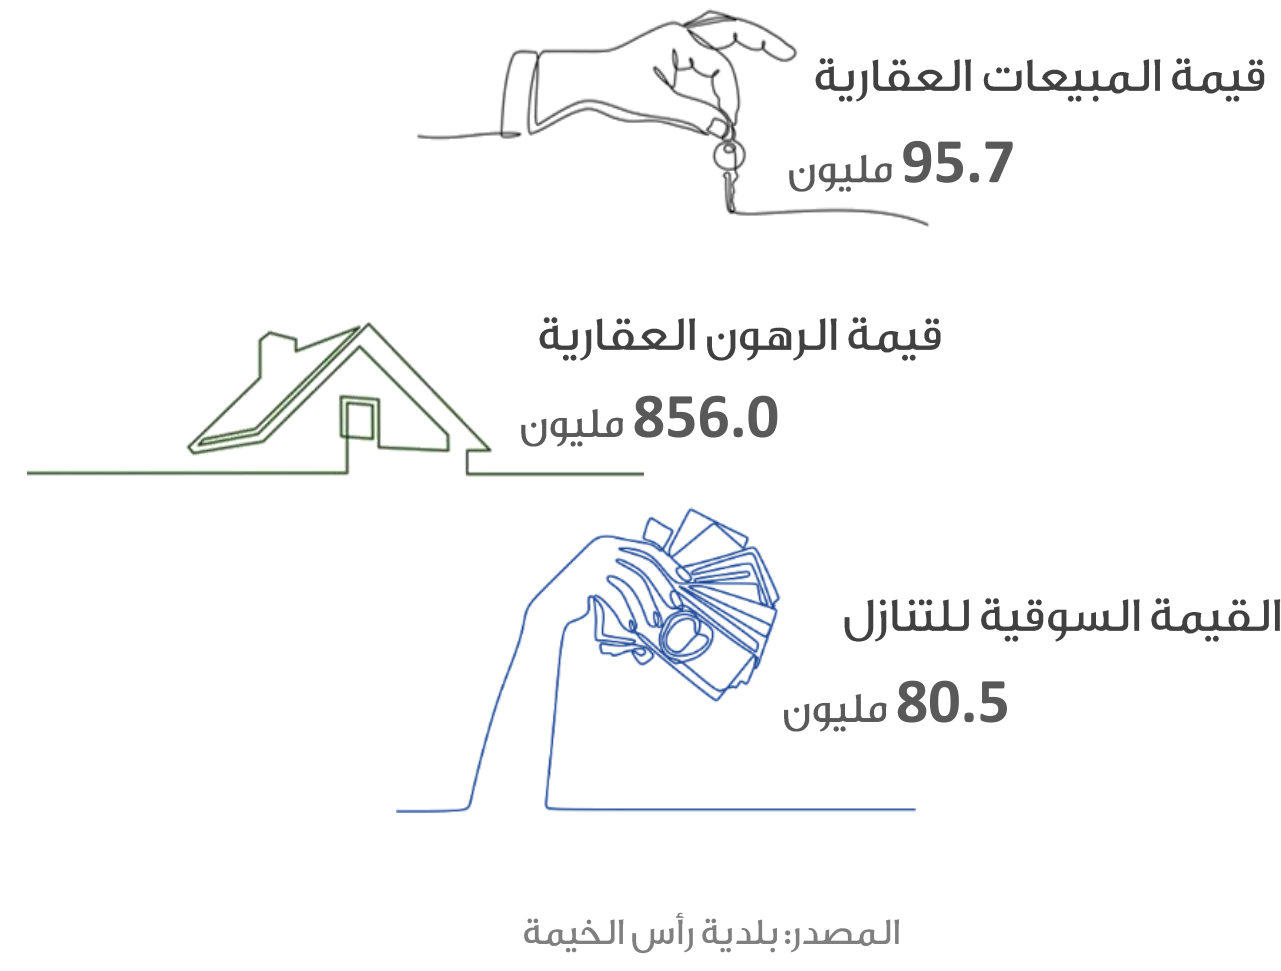 قيمة المبيعات العقارية
95.7 مليون
قيمة الرهون العقارية
856.0 مليون
القيمة السوقية للتنازل
80.5 مليون
المصدر: بلدية رأس الخيمة